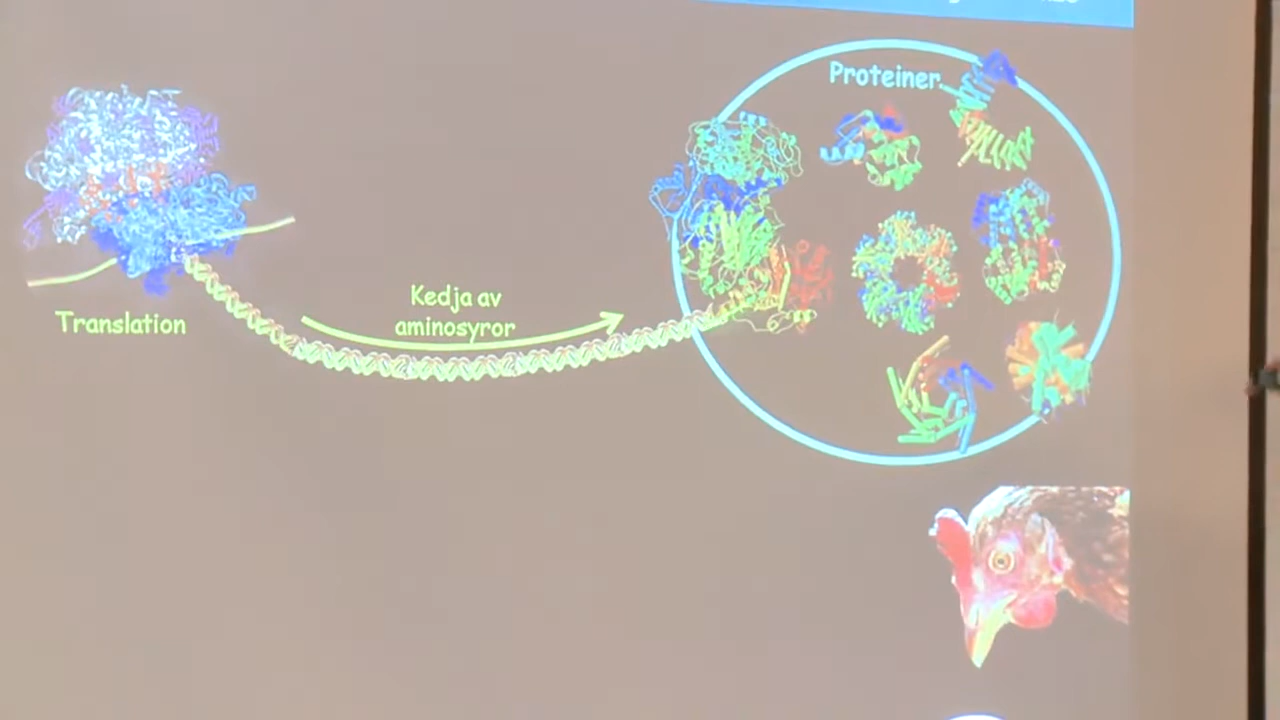 Proteiner
Kedja av
aminosyror
Translation